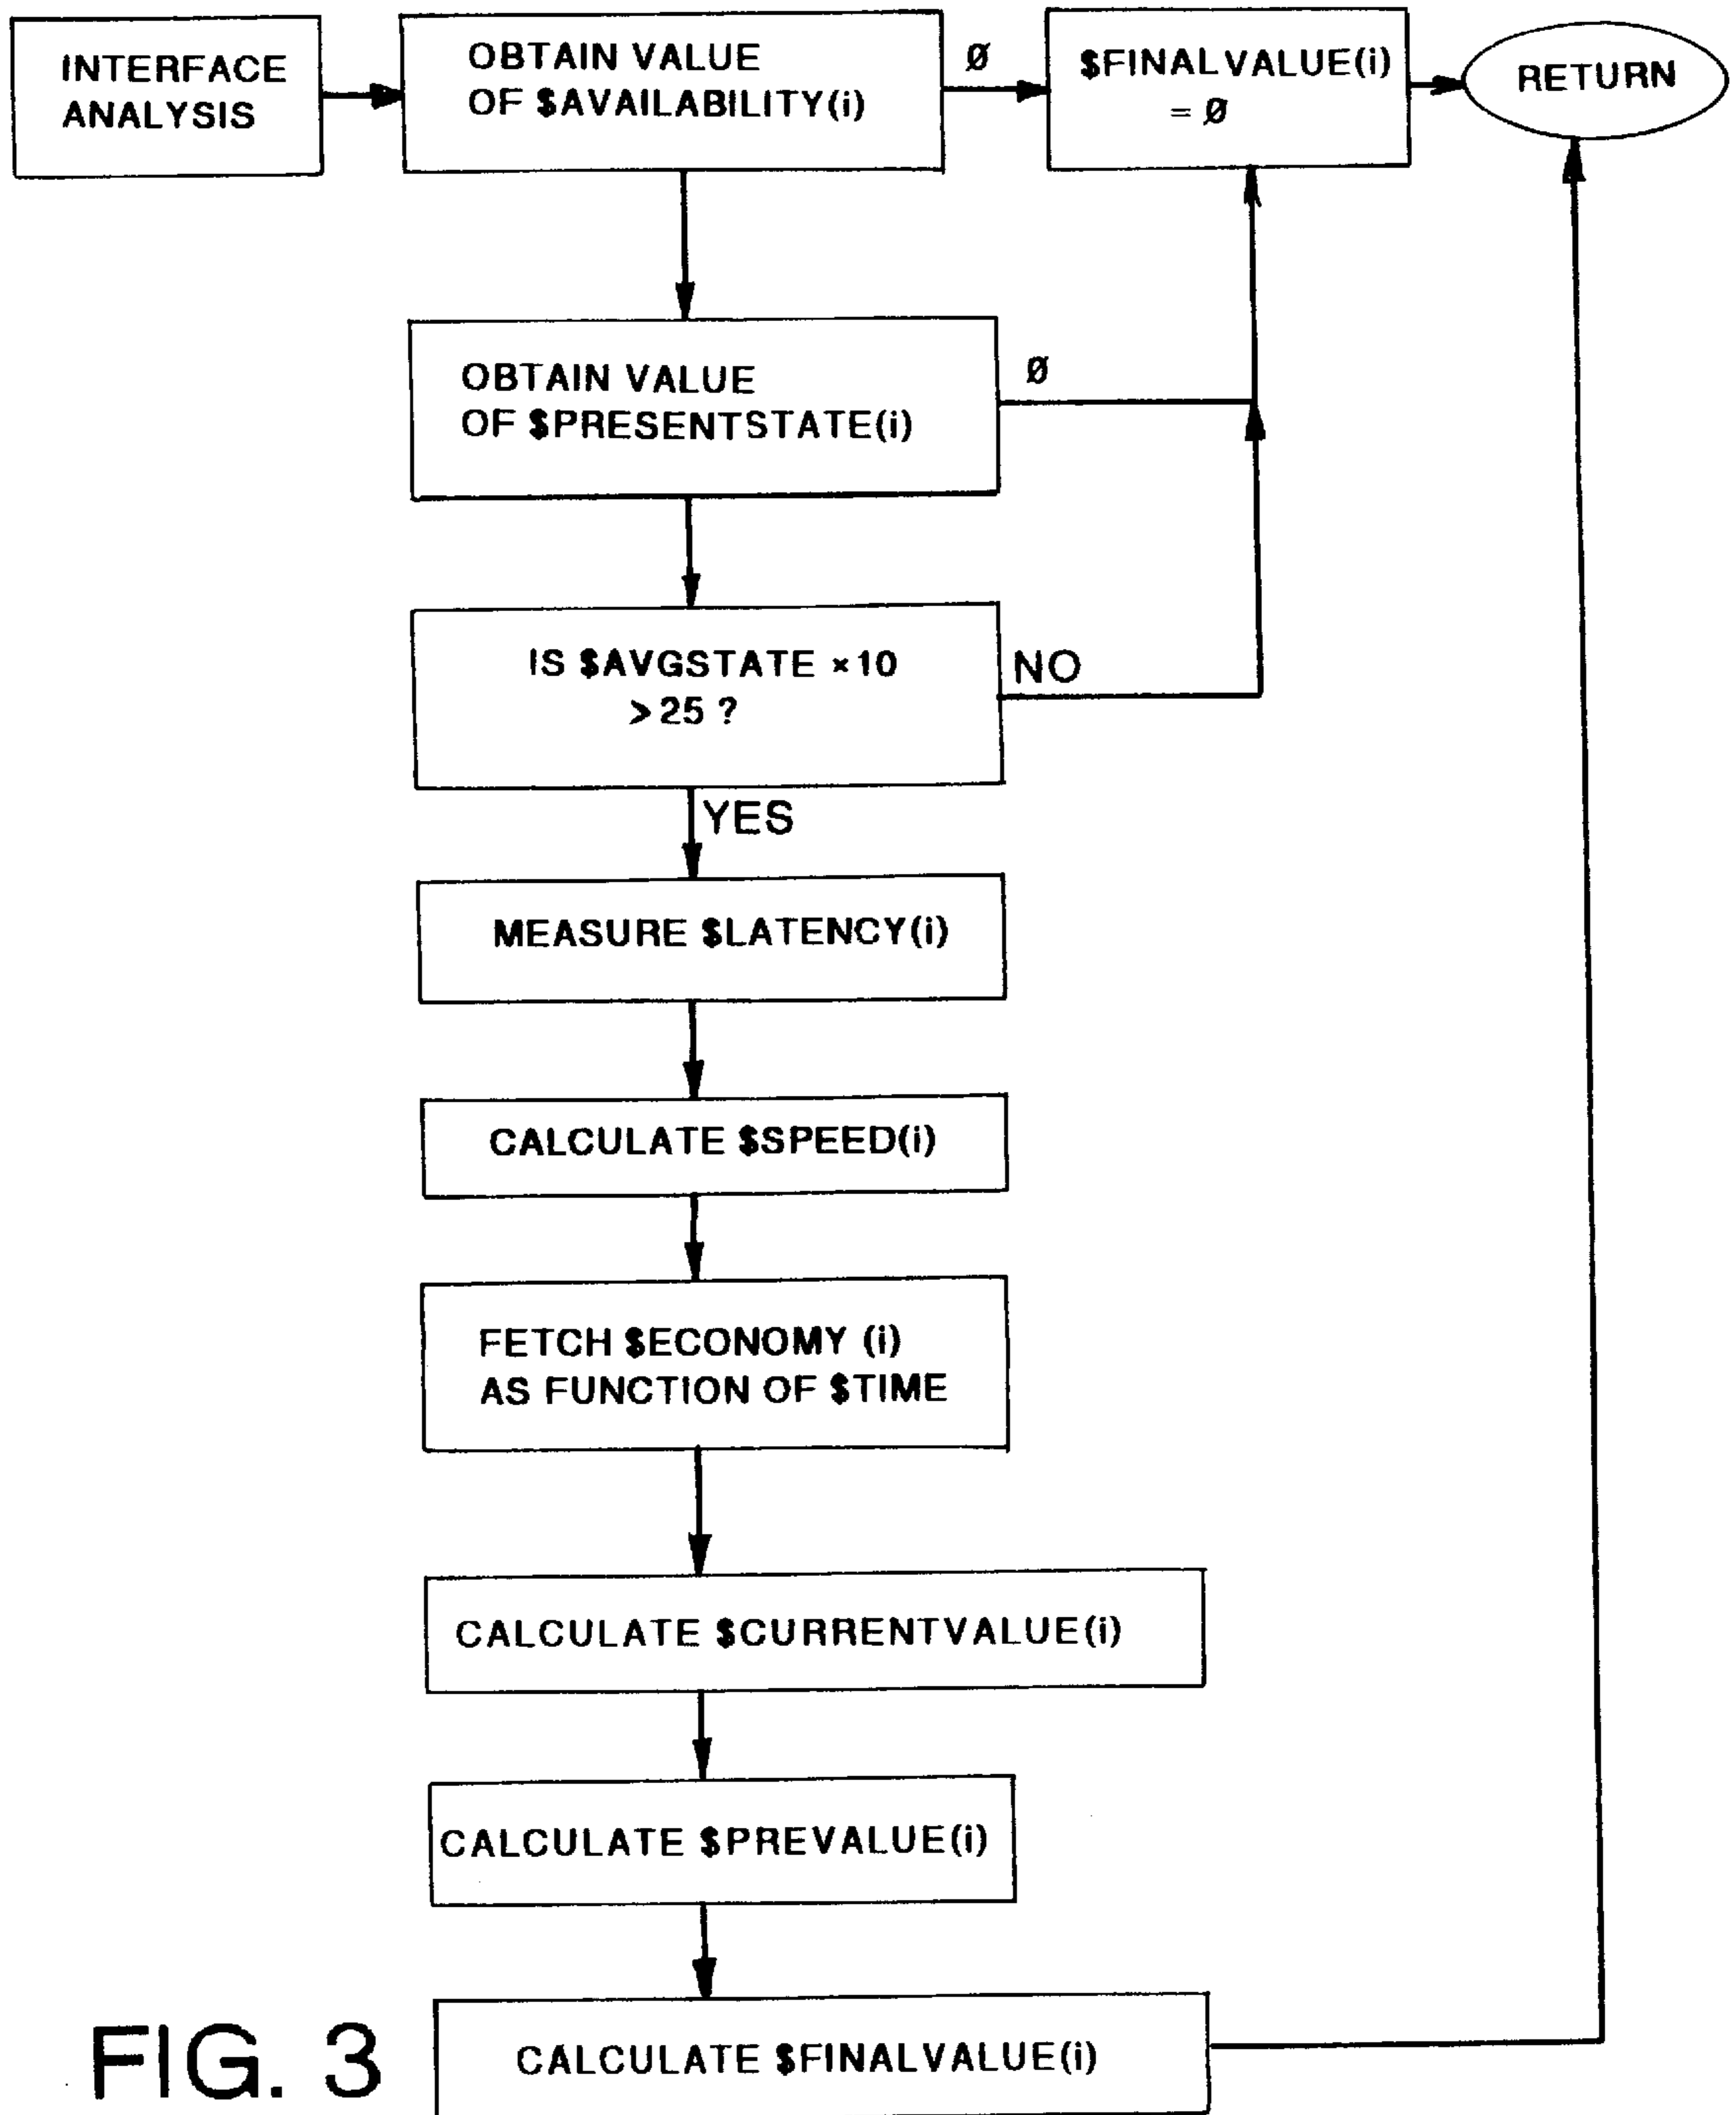 INTERFACE
ANALYSIS
OBTAIN VALUE
OF $AVAILABILITY(i)
Ø
$FINALVALUE(i)
= Ø
RETURN
OBTAIN VALUE
OF $PRESENTSTATE(i)
Ø
IS $AVGSTATE ×10
> 25 ?
NO
YES
MEASURE $LATENCY(i)
CALCULATE $SPEED(i)
FETCH $ECONOMY (i)
AS FUNCTION OF $TIME
CALCULATE $CURRENTVALUE(i)
CALCULATE $PREVALUE(i)
CALCULATE $FINALVALUE(i)
FIG. 3